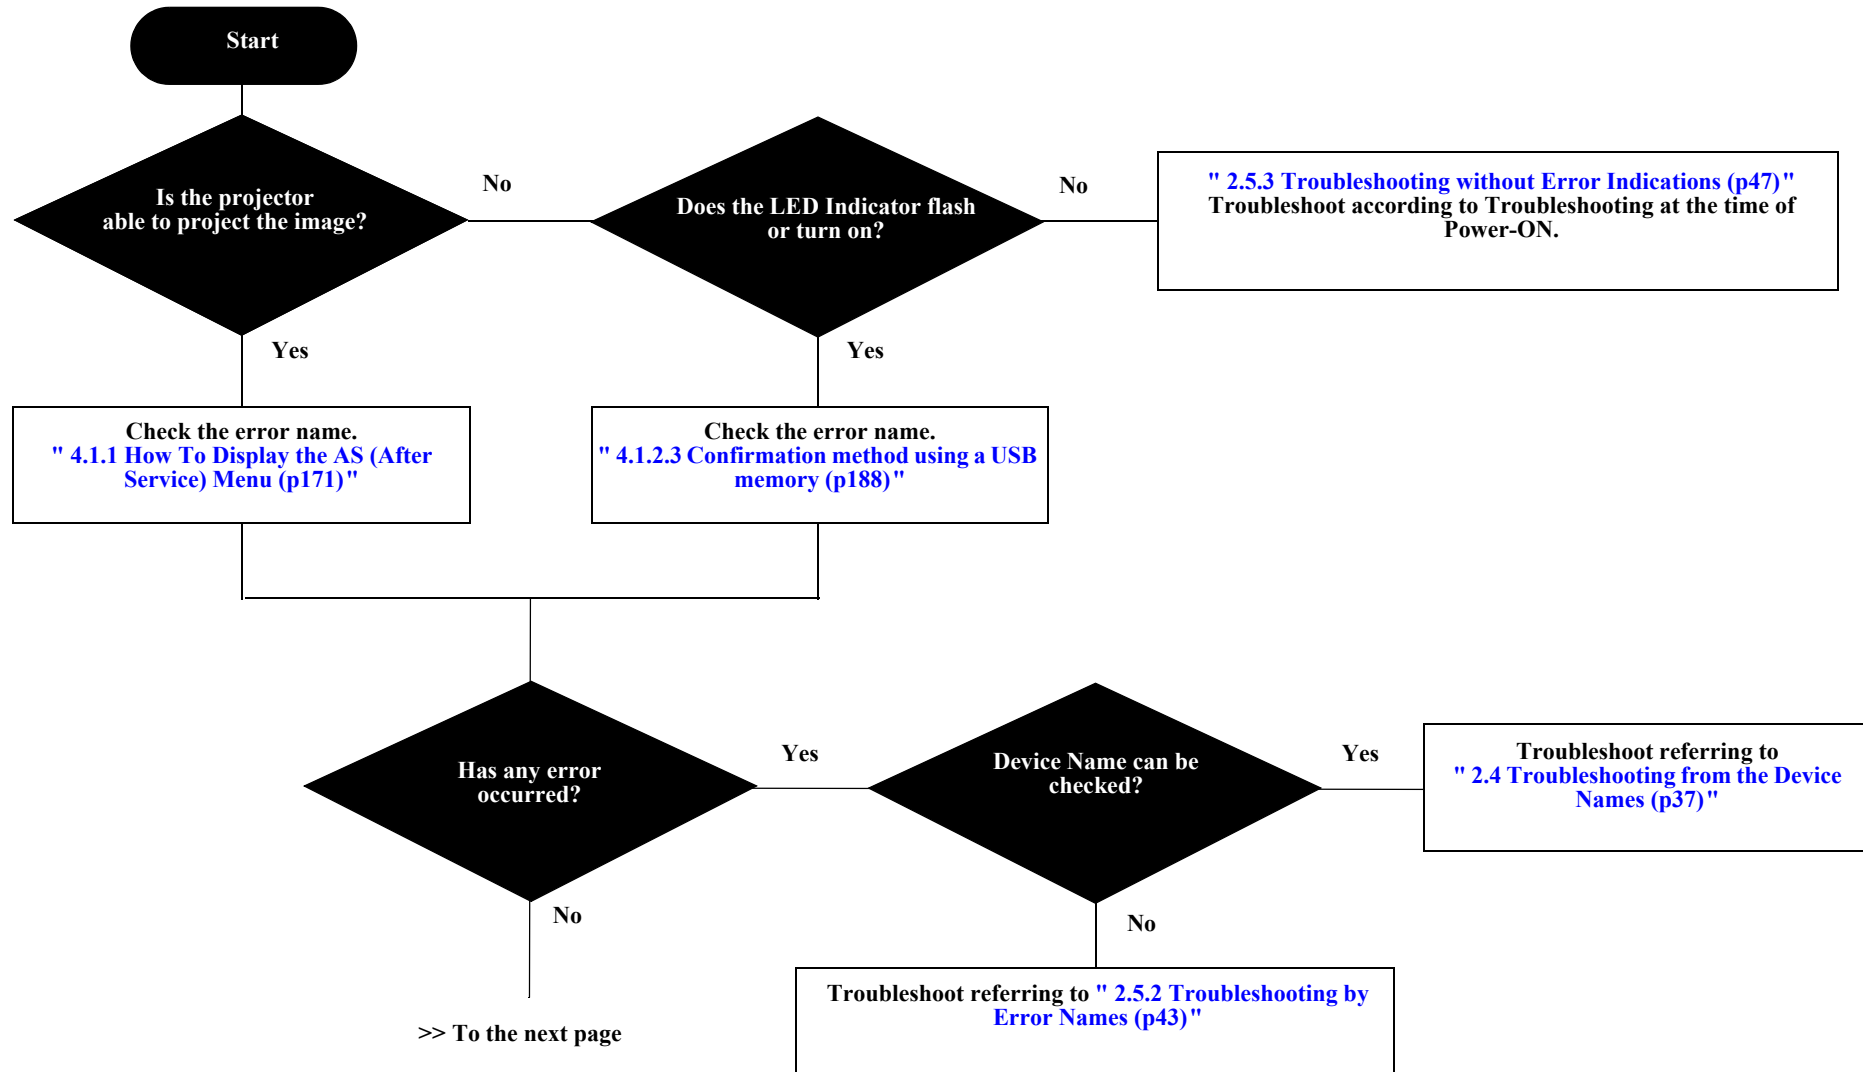 Start
Is the projector
able to project the image?
No
Does the LED Indicator flash
or turn on?
No
" 2.5.3 Troubleshooting without Error Indications (p47)"
Troubleshoot according to Troubleshooting at the time of
Power-ON.
Yes
Yes
Check the error name.
" 4.1.1 How To Display the AS (After
Service) Menu (p171)"
Check the error name.
" 4.1.2.3 Confirmation method using a USB
memory (p188)"
Has any error
occurred?
Yes
Device Name can be
checked?
Yes
Troubleshoot referring to
" 2.4 Troubleshooting from the Device
Names (p37)"
No
No
Troubleshoot referring to " 2.5.2 Troubleshooting by
Error Names (p43)"
>> To the next page